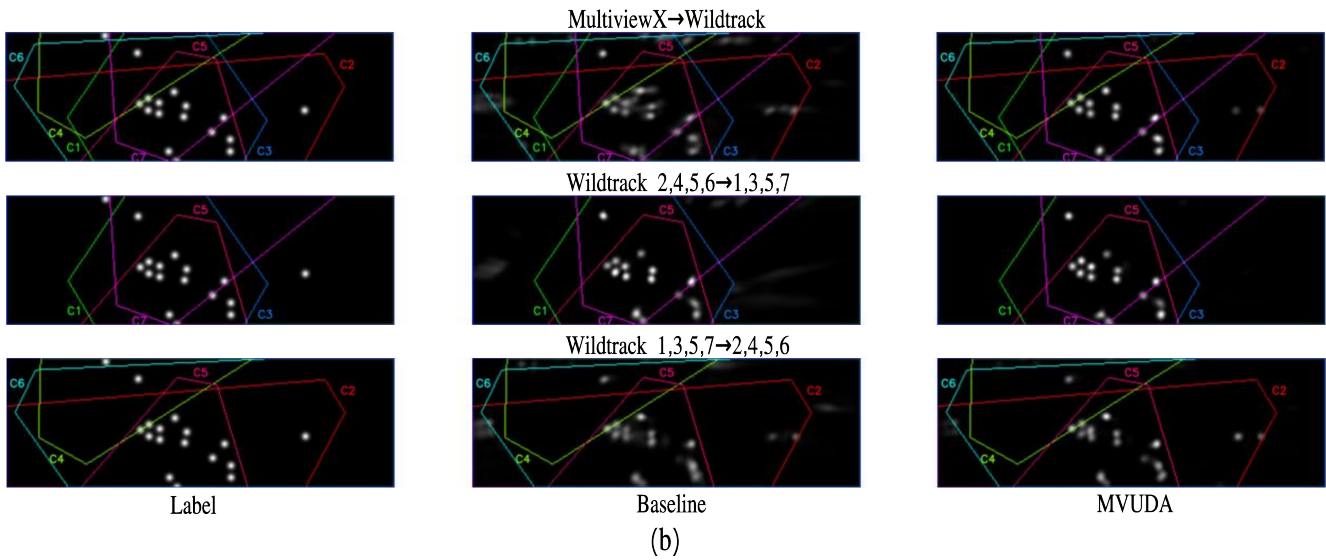 MultiviewX→Wildtrack
C6 C5 C2 C4 C1 C7 C3
C6 C5 C2 C4 C1 C7 C3
C6 C5 C2 C4 C1 C7 C3
Wildtrack 2,4,5,6→1,3,5,7
C5 C1 C7 C3
C5 C1 C7 C3
C5 C1 C7 C3
Wildtrack 1,3,5,7→2,4,5,6
C6 C5 C2 C4
C6 C5 C2 C4
C6 C5 C2 C4
Label Baseline MVUDA
(b)